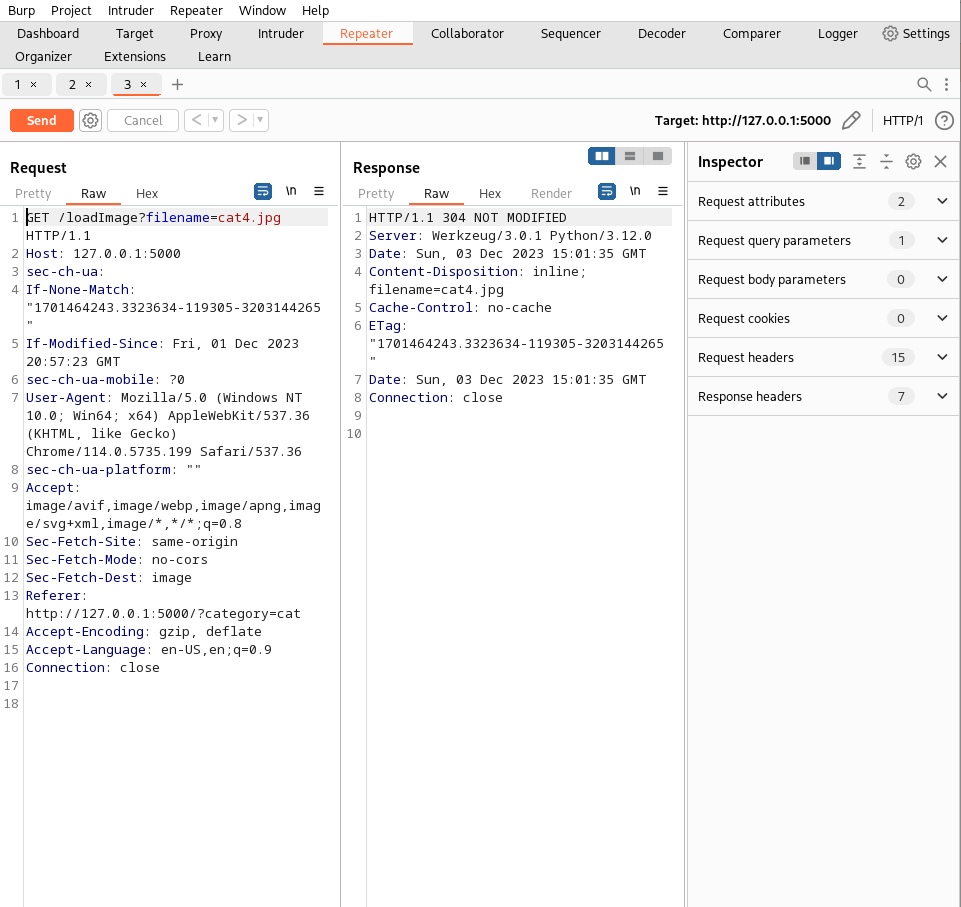 Burp Project Intruder Repeater Window Help
Dashboard Target Proxy Intruder Repeater Collaborator Sequencer Decoder Comparer Logger Settings
Organizer Extensions Learn
1 × 2 × 3 × +
Send Cancel < > Target: http://127.0.0.1:5000 HTTP/1 ?
Request
Pretty Raw Hex \n
1 GET /loadImage?filename=cat4.jpg
HTTP/1.1
2 Host: 127.0.0.1:5000
3 sec-ch-ua:
4 If-None-Match:
"1701464243.3323634-119305-3203144265
"
5 If-Modified-Since: Fri, 01 Dec 2023
20:57:23 GMT
6 sec-ch-ua-mobile: ?0
7 User-Agent: Mozilla/5.0 (Windows NT
10.0; Win64; x64) AppleWebKit/537.36
(KHTML, like Gecko)
Chrome/114.0.5735.199 Safari/537.36
8 sec-ch-ua-platform: ""
9 Accept:
image/avif,image/webp,image/apng,imag
e/svg+xml,image/*,*/*;q=0.8
10 Sec-Fetch-Site: same-origin
11 Sec-Fetch-Mode: no-cors
12 Sec-Fetch-Dest: image
13 Referer:
http://127.0.0.1:5000/?category=cat
14 Accept-Encoding: gzip, deflate
15 Accept-Language: en-US,en;q=0.9
16 Connection: close
17
18
Response
Pretty Raw Hex Render \n
1 HTTP/1.1 304 NOT MODIFIED
2 Server: Werkzeug/3.0.1 Python/3.12.0
3 Date: Sun, 03 Dec 2023 15:01:35 GMT
4 Content-Disposition: inline;
filename=cat4.jpg
5 Cache-Control: no-cache
6 ETag:
"1701464243.3323634-119305-3203144265
"
7 Date: Sun, 03 Dec 2023 15:01:35 GMT
8 Connection: close
9
10
Inspector
Request attributes 2
Request query parameters 1
Request body parameters 0
Request cookies 0
Request headers 15
Response headers 7